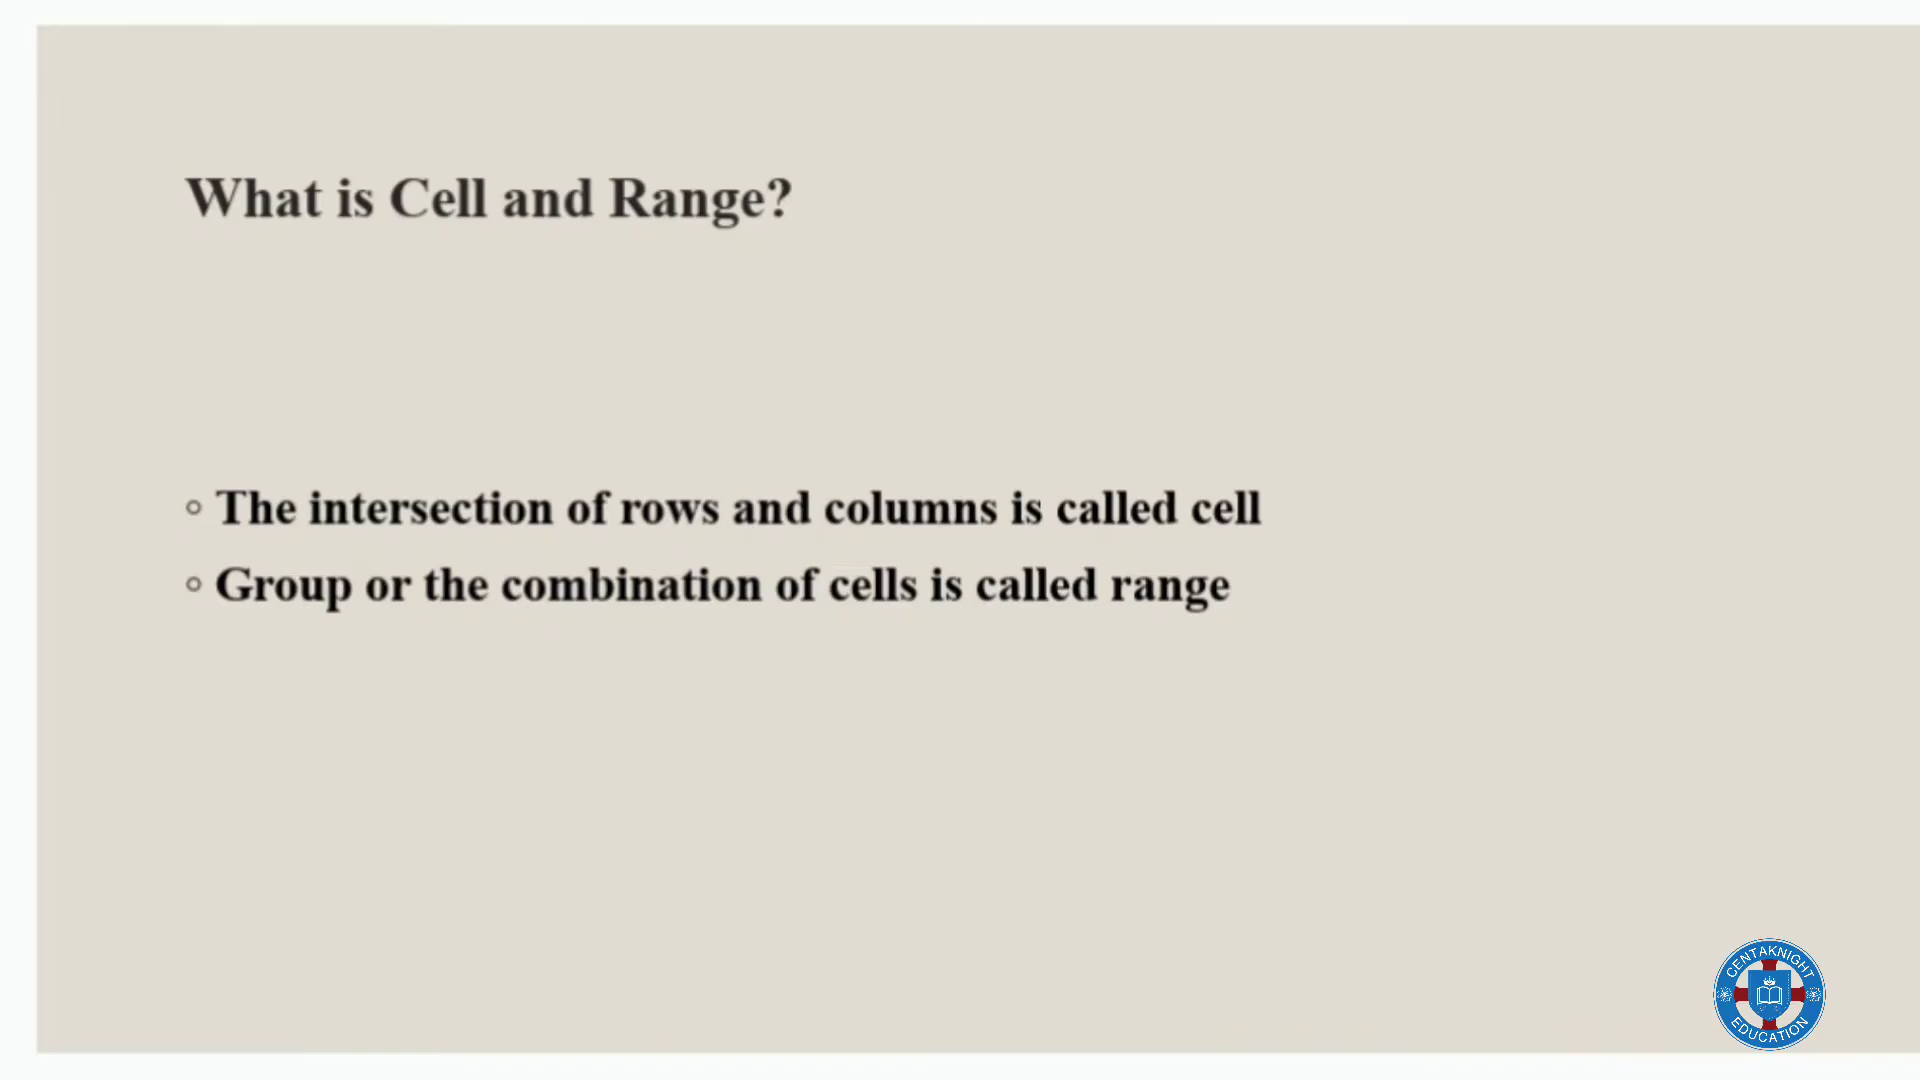 What is Cell and Range?
◦ The intersection of rows and columns is called cell
◦ Group or the combination of cells is called range
CENTAKNIGHT
EDUCATION